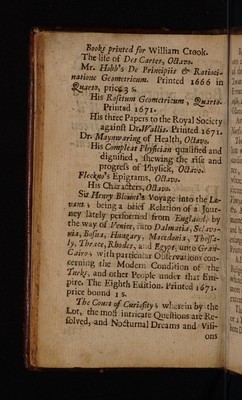 Books printed for William Crook.
The life of Des Cartes, Octavo.
Mr. Hobb's De Principiis & Ratioci-
natione Geometricum. Printed 1666 in
Quarto, price 3 s.
His Rosetum Geometricum, Quarto.
Printed 1671.
His three Papers to the Royal Society
against Dr. Wallis. Printed 1671.
Dr. Maynwaring of Health, Octavo.
His Compleat Physician qualified and
dignified, shewing the rise and
progress of Physick, Octavo.
Fleckno's Epigrams, Octavo.
His Characters, Octavo.
Sir Henry Blount's Voyage into the Le-
vant; being a brief Relation of a Jour-
ney lately performed from England by
the way of Venice, into Dalmatia, Sclavo-
nia, Bosna, Hungary, Macedonia, Thessa-
ly, Thrace, Rhodes, and Egypt, unto Gran-
Cairo; with particular Observations con-
cerning the Modern Condition of the
Turks, and other People under that Em-
pire. The Eighth Edition. Printed 1671.
price bound 1 s.
The Court of Curiosity; wherein by the
Lot, the most intricate Questions are Re-
solved, and Nocturnal Dreams and Visi-
ons